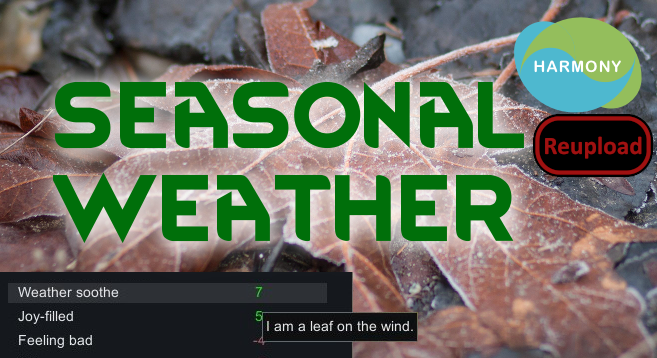 SEASONAL
WEATHER
HARMONY
Reupload
Weather soothe 7
Joy-filled 5
Feeling bad -4
I am a leaf on the wind.